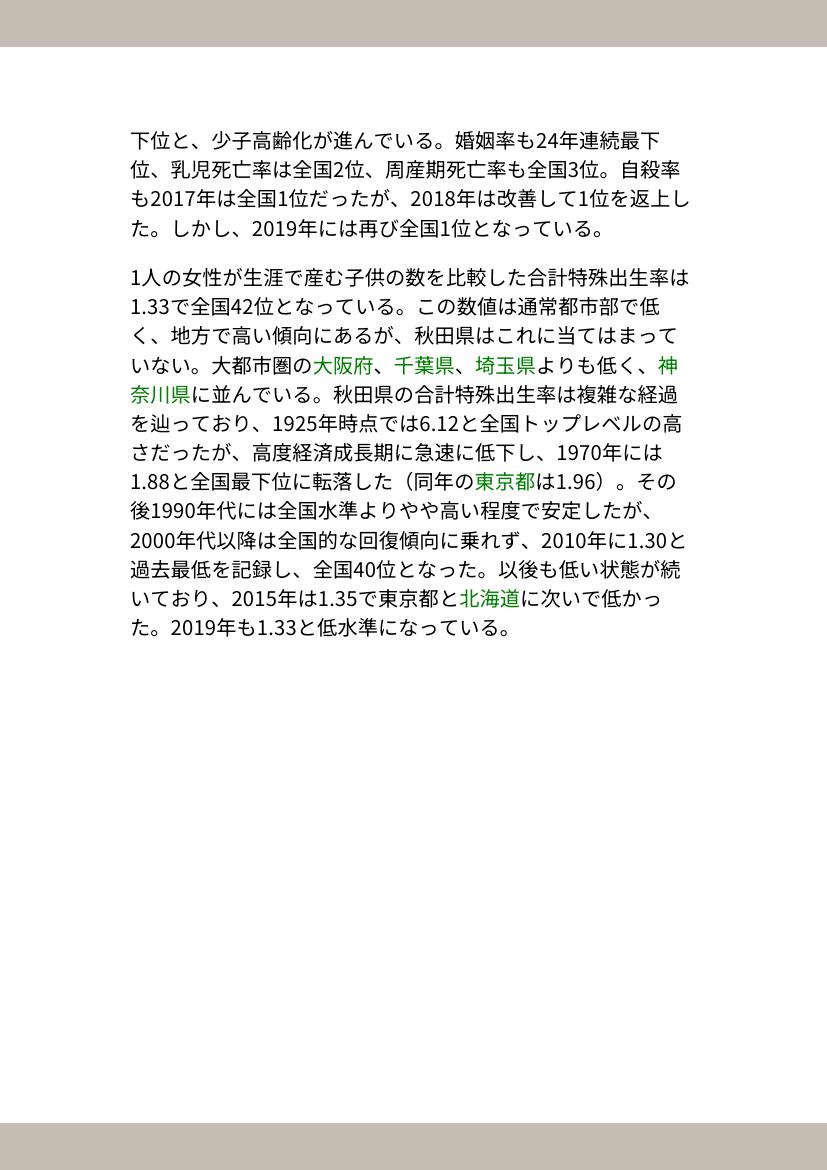 下位と、少子高齢化が進んでいる。婚姻率も24年連続最下
位、乳児死亡率は全国2位、周産期死亡率も全国3位。自殺率
も2017年は全国1位だったが、2018年は改善して1位を返上し
た。しかし、2019年には再び全国1位となっている。
1人の女性が生涯で産む子供の数を比較した合計特殊出生率は
1.33で全国42位となっている。この数値は通常都市部で低
く、地方で高い傾向にあるが、秋田県はこれに当てはまって
いない。大都市圏の大阪府、千葉県、埼玉県よりも低く、神
奈川県に並んでいる。秋田県の合計特殊出生率は複雑な経過
を辿っており、1925年時点では6.12と全国トップレベルの高
さだったが、高度経済成長期に急速に低下し、1970年には
1.88と全国最下位に転落した（同年の東京都は1.96）。その
後1990年代には全国水準よりやや高い程度で安定したが、
2000年代以降は全国的な回復傾向に乗れず、2010年に1.30と
過去最低を記録し、全国40位となった。以後も低い状態が続
いており、2015年は1.35で東京都と北海道に次いで低かっ
た。2019年も1.33と低水準になっている。